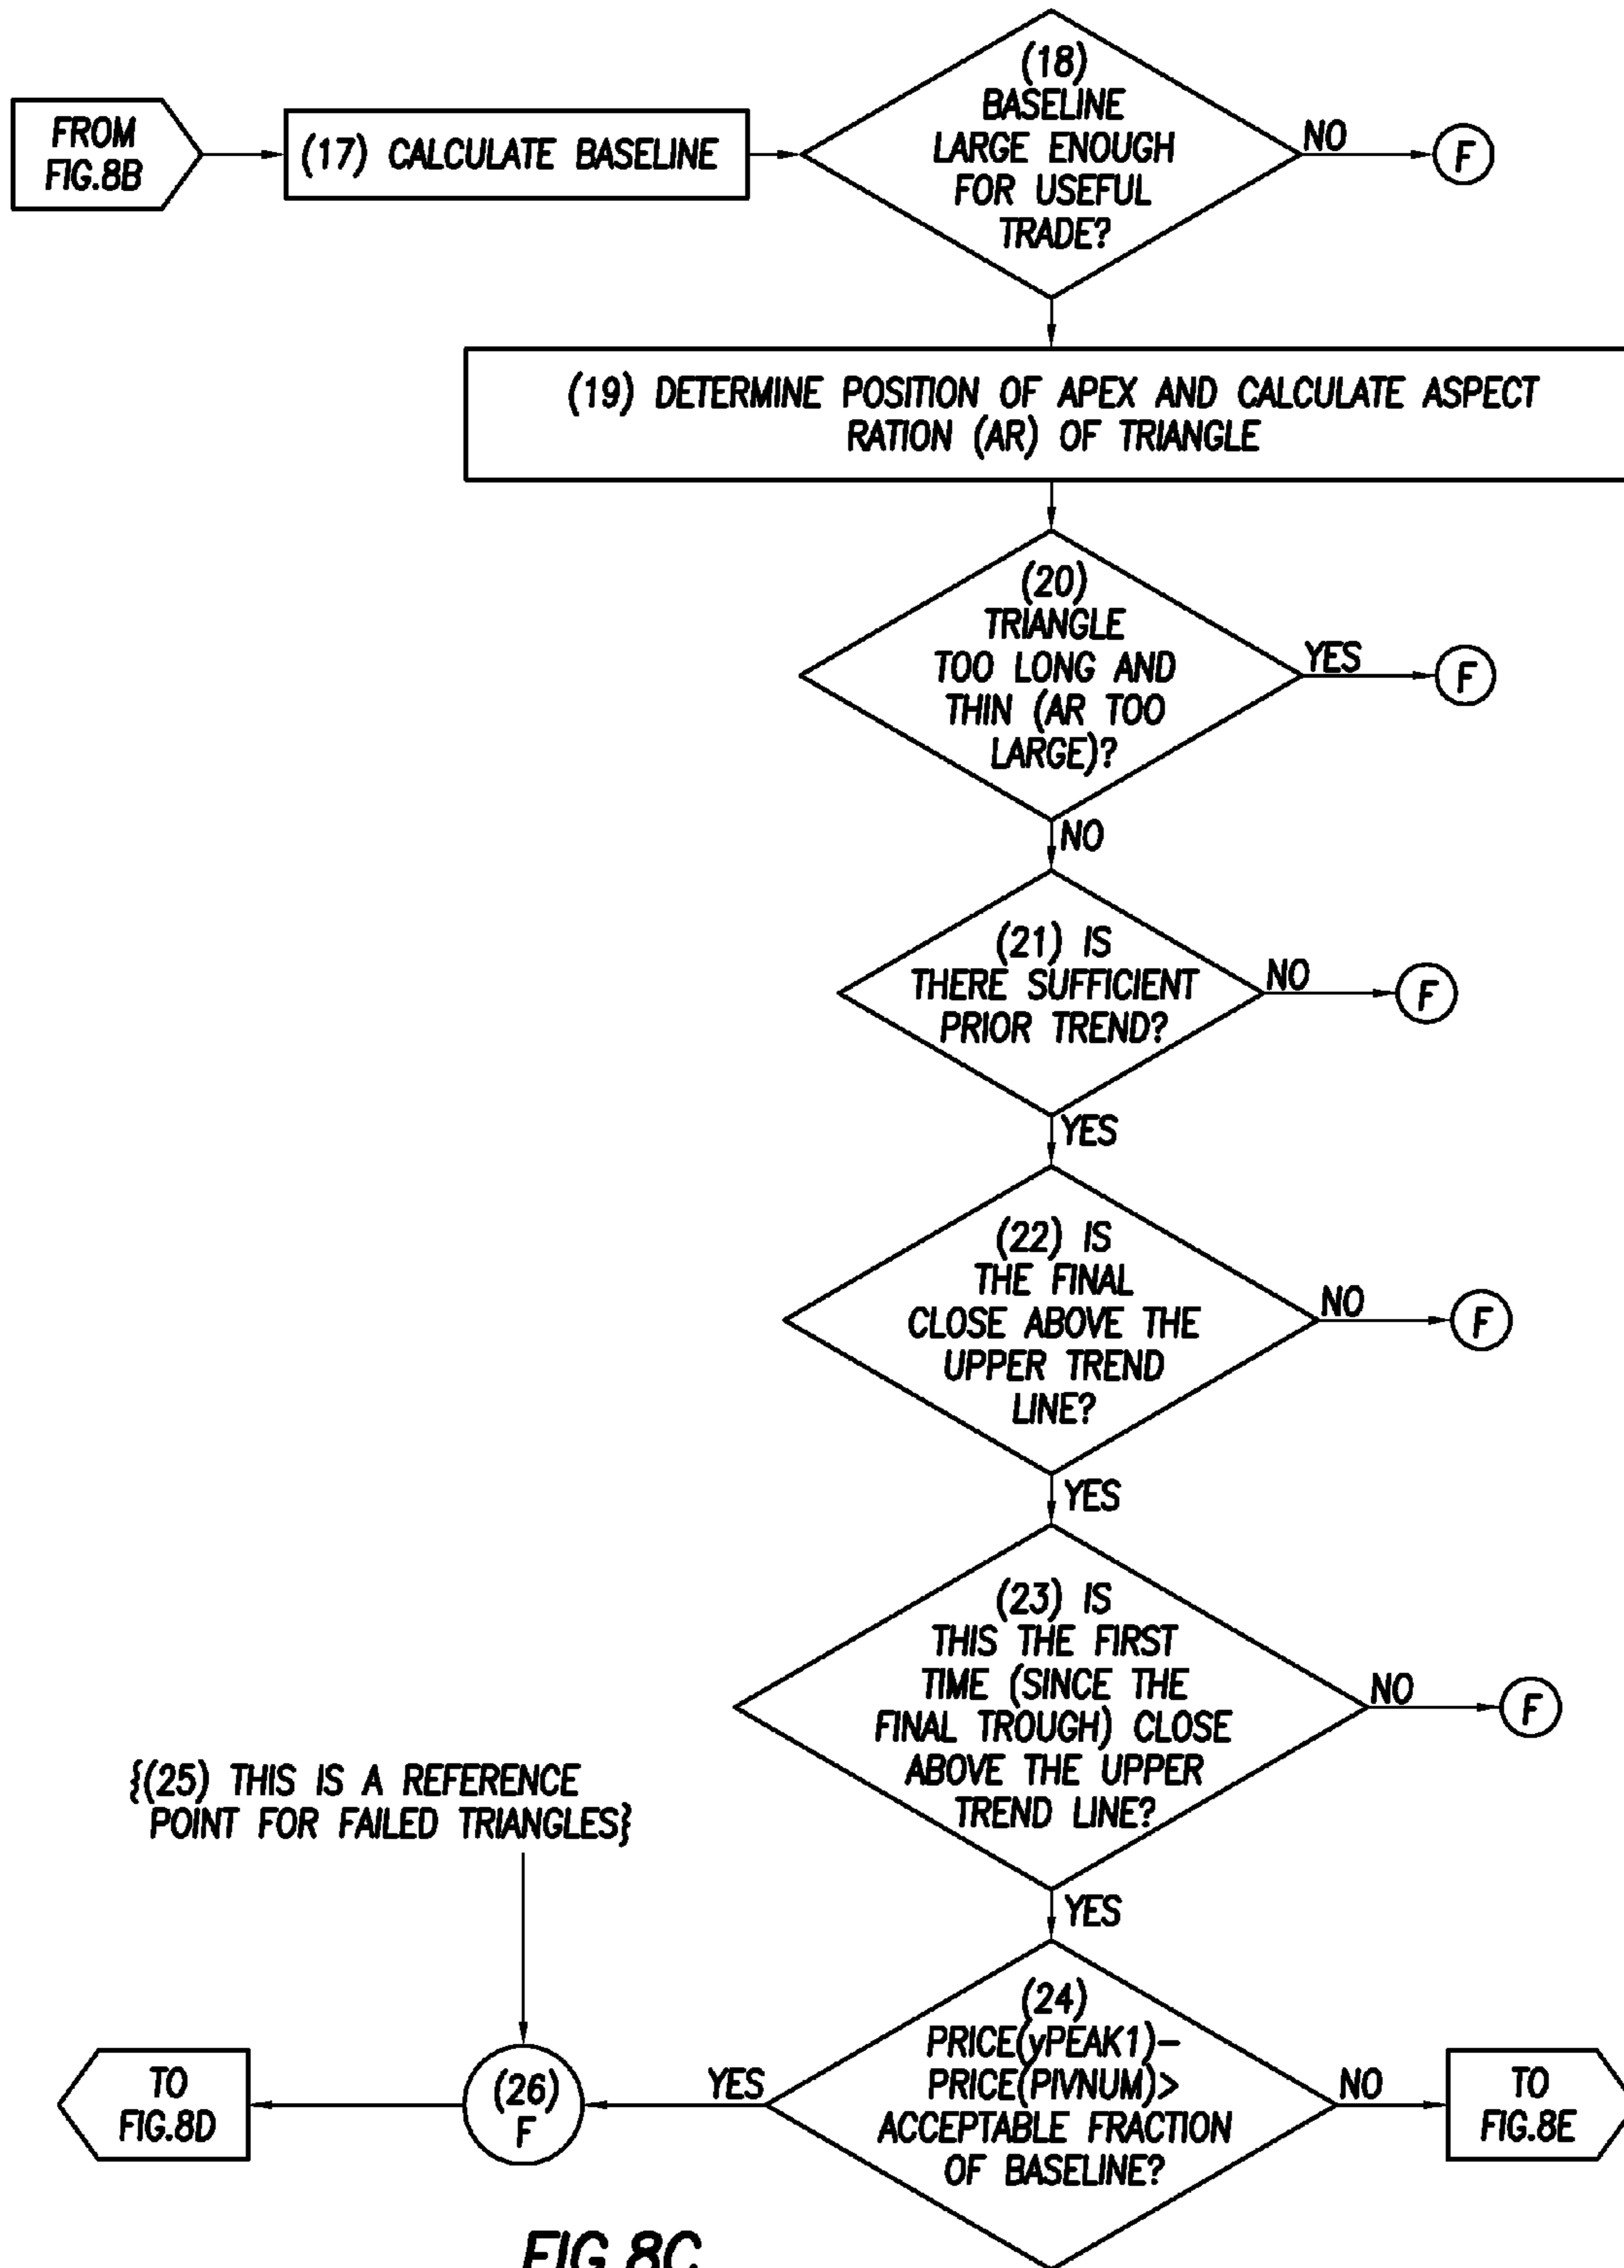 FROM
FIG.8B
(17) CALCULATE BASELINE
(18)
BASELINE
LARGE ENOUGH
FOR USEFUL
TRADE?
NO
F
(19) DETERMINE POSITION OF APEX AND CALCULATE ASPECT
RATION (AR) OF TRIANGLE
(20)
TRIANGLE
TOO LONG AND
THIN (AR TOO
LARGE)?
YES
F
NO
(21) IS
THERE SUFFICIENT
PRIOR TREND?
NO
F
YES
(22) IS
THE FINAL
CLOSE ABOVE THE
UPPER TREND
LINE?
NO
F
YES
(23) IS
THIS THE FIRST
TIME (SINCE THE
FINAL TROUGH) CLOSE
ABOVE THE UPPER
TREND LINE?
NO
F
{(25) THIS IS A REFERENCE
POINT FOR FAILED TRIANGLES}
YES
(24)
PRICE(yPEAK1)–
PRICE(PIVNUM)>
ACCEPTABLE FRACTION
OF BASELINE?
YES
NO
(26)
F
TO
FIG.8D
TO
FIG.8E
FIG.8C